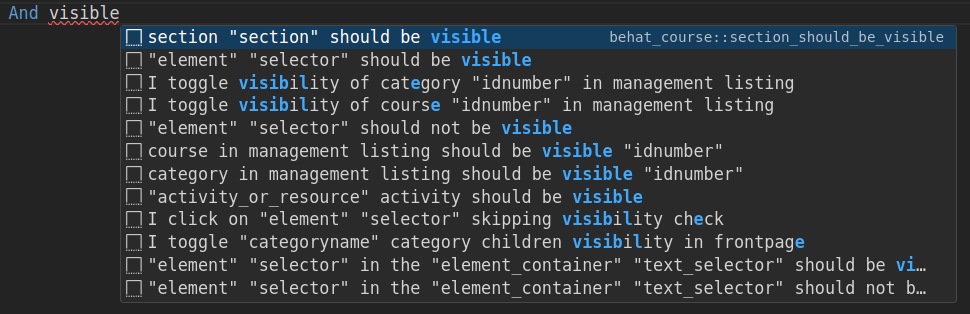 And visible
section "section" should be visible behat_course::section_should_be_visible
"element" "selector" should be visible
I toggle visibility of category "idnumber" in management listing
I toggle visibility of course "idnumber" in management listing
"element" "selector" should not be visible
course in management listing should be visible "idnumber"
category in management listing should be visible "idnumber"
"activity_or_resource" activity should be visible
I click on "element" "selector" skipping visibility check
I toggle "categoryname" category children visibility in frontpage
"element" "selector" in the "element_container" "text_selector" should be vi…
"element" "selector" in the "element_container" "text_selector" should not b…